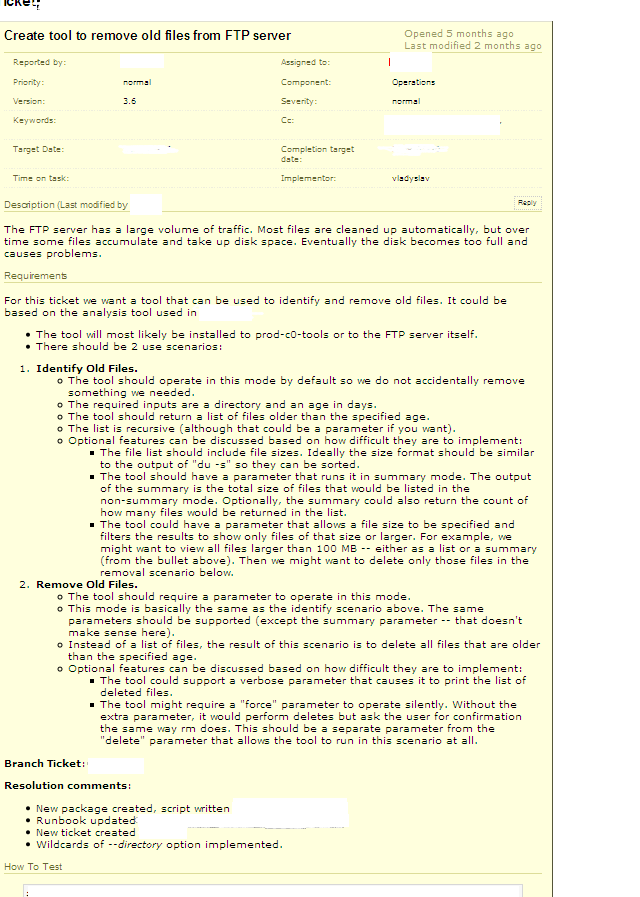 Create tool to remove old files from FTP server
Opened 5 months ago
Last modified 2 months ago
Reported by:
Assigned to:
Priority: normal
Component: Operations
Version: 3.6
Severity: normal
Keywords:
Cc:
Target Date:
Completion target
date:
Time on task:
Implementor: vladyslav
Description (Last modified by
Reply
The FTP server has a large volume of traffic. Most files are cleaned up automatically, but over
time some files accumulate and take up disk space. Eventually the disk becomes too full and
causes problems.
Requirements
For this ticket we want a tool that can be used to identify and remove old files. It could be
based on the analysis tool used in
• The tool will most likely be installed to prod-c0-tools or to the FTP server itself.
• There should be 2 use scenarios:
1. Identify Old Files.
○ The tool should operate in this mode by default so we do not accidentally remove
something we needed.
○ The required inputs are a directory and an age in days.
○ The tool should return a list of files older than the specified age.
○ The list is recursive (although that could be a parameter if you want).
○ Optional features can be discussed based on how difficult they are to implement:
■ The file list should include file sizes. Ideally the size format should be similar
to the output of "du -s" so they can be sorted.
■ The tool should have a parameter that runs it in summary mode. The output
of the summary is the total size of files that would be listed in the
non-summary mode. Optionally, the summary could also return the count of
how many files would be returned in the list.
■ The tool could have a parameter that allows a file size to be specified and
filters the results to show only files of that size or larger. For example, we
might want to view all files larger than 100 MB -- either as a list or a summary
(from the bullet above). Then we might want to delete only those files in the
removal scenario below.
2. Remove Old Files.
○ The tool should require a parameter to operate in this mode.
○ This mode is basically the same as the identify scenario above. The same
parameters should be supported (except the summary parameter -- that doesn't
make sense here).
○ Instead of a list of files, the result of this scenario is to delete all files that are older
than the specified age.
○ Optional features can be discussed based on how difficult they are to implement:
■ The tool could support a verbose parameter that causes it to print the list of
deleted files.
■ The tool might require a "force" parameter to operate silently. Without the
extra parameter, it would perform deletes but ask the user for confirmation
the same way rm does. This should be a separate parameter from the
"delete" parameter that allows the tool to run in this scenario at all.
Branch Ticket:
Resolution comments:
• New package created, script written
• Runbook updated
• New ticket created
• Wildcards of --directory option implemented.
How To Test